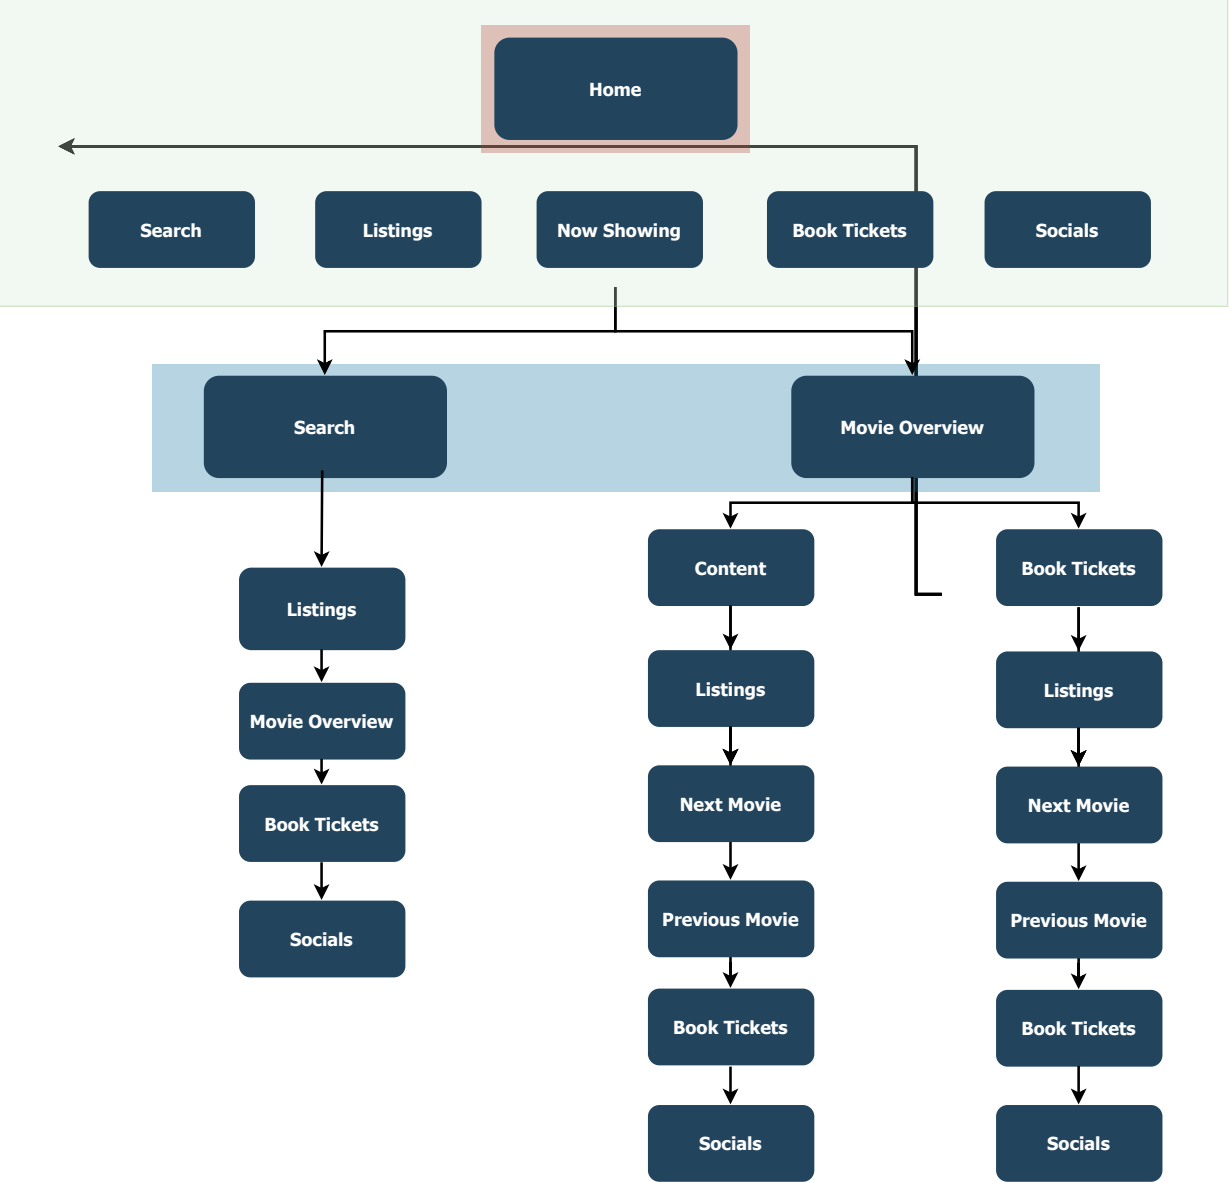 Home
Search
Listings
Now Showing
Book Tickets
Socials
Search
Movie Overview
Listings
Movie Overview
Book Tickets
Socials
Content
Listings
Next Movie
Previous Movie
Book Tickets
Socials
Book Tickets
Listings
Next Movie
Previous Movie
Book Tickets
Socials